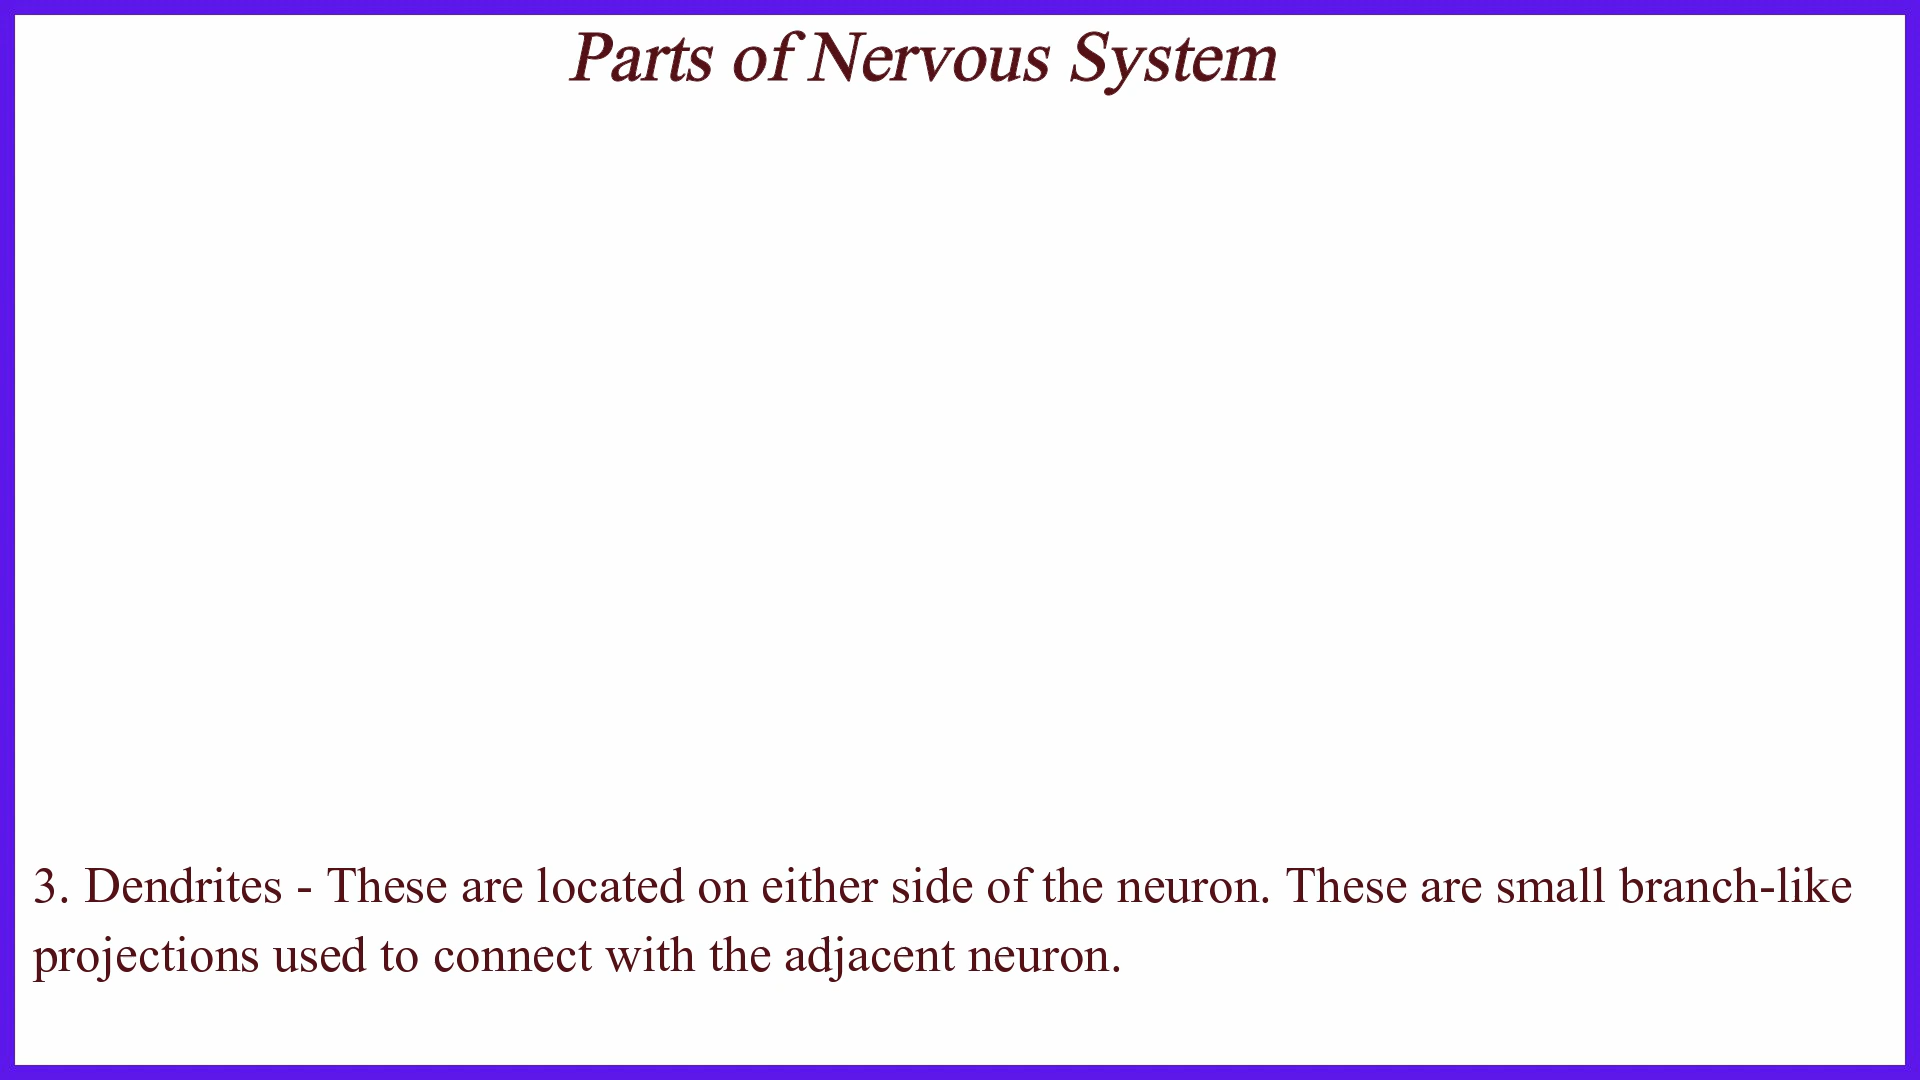 Parts of Nervous System
3. Dendrites - These are located on either side of the neuron. These are small branch-like
projections used to connect with the adjacent neuron.